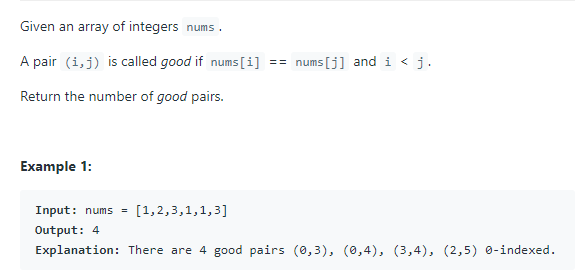 Given an array of integers nums.
A pair (i,j) is called good if nums[i] == nums[j] and i < j.
Return the number of good pairs.
Example 1:
Input: nums = [1,2,3,1,1,3]
Output: 4
Explanation: There are 4 good pairs (0,3), (0,4), (3,4), (2,5) 0-indexed.